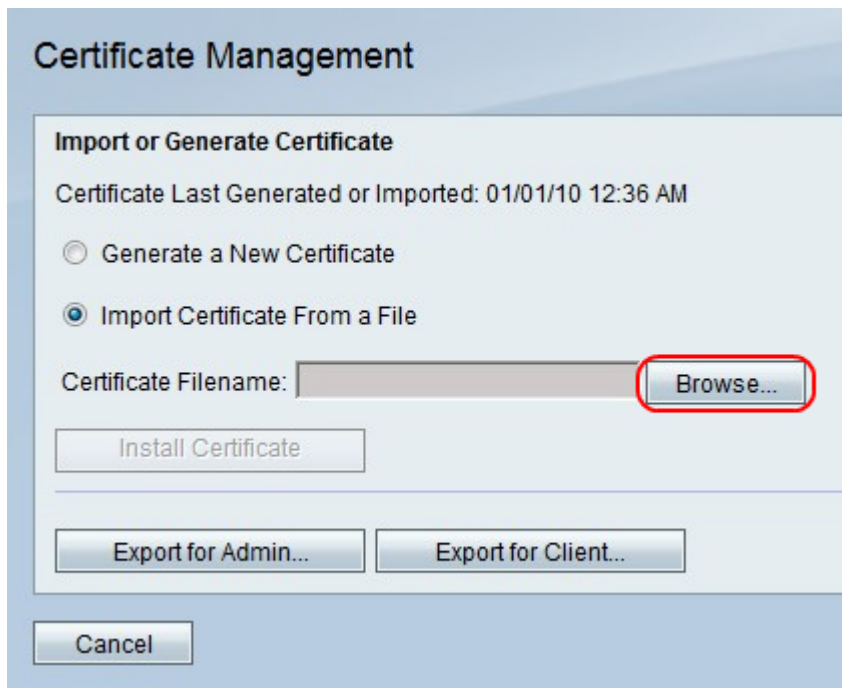 Certificate Management
Import or Generate Certificate
Certificate Last Generated or Imported: 01/01/10 12:36 AM
Generate a New Certificate
Import Certificate From a File
Certificate Filename: Browse...
Install Certificate
Export for Admin... Export for Client...
Cancel